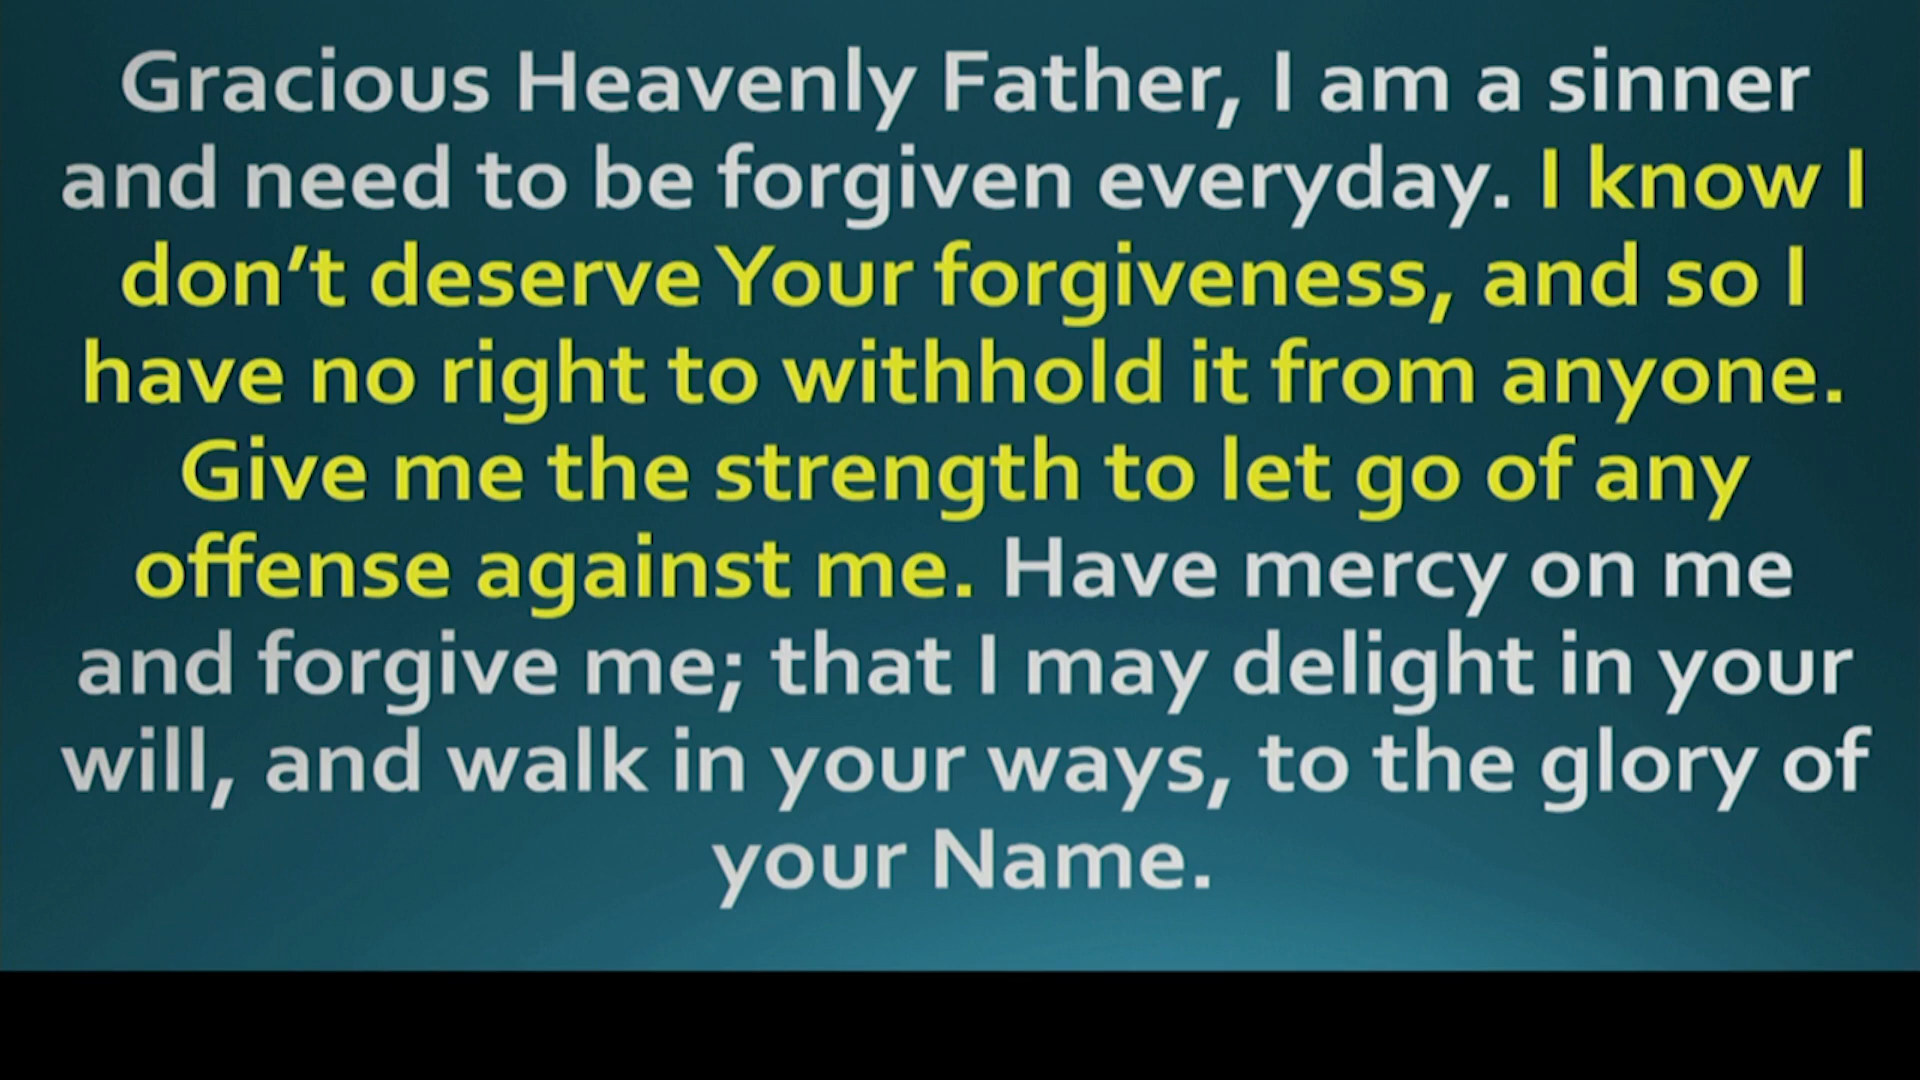 Gracious Heavenly Father, I am a sinner
and need to be forgiven everyday. I know I
don’t deserve Your forgiveness, and so I
have no right to withhold it from anyone.
Give me the strength to let go of any
offense against me. Have mercy on me
and forgive me; that I may delight in your
will, and walk in your ways, to the glory of
your Name.